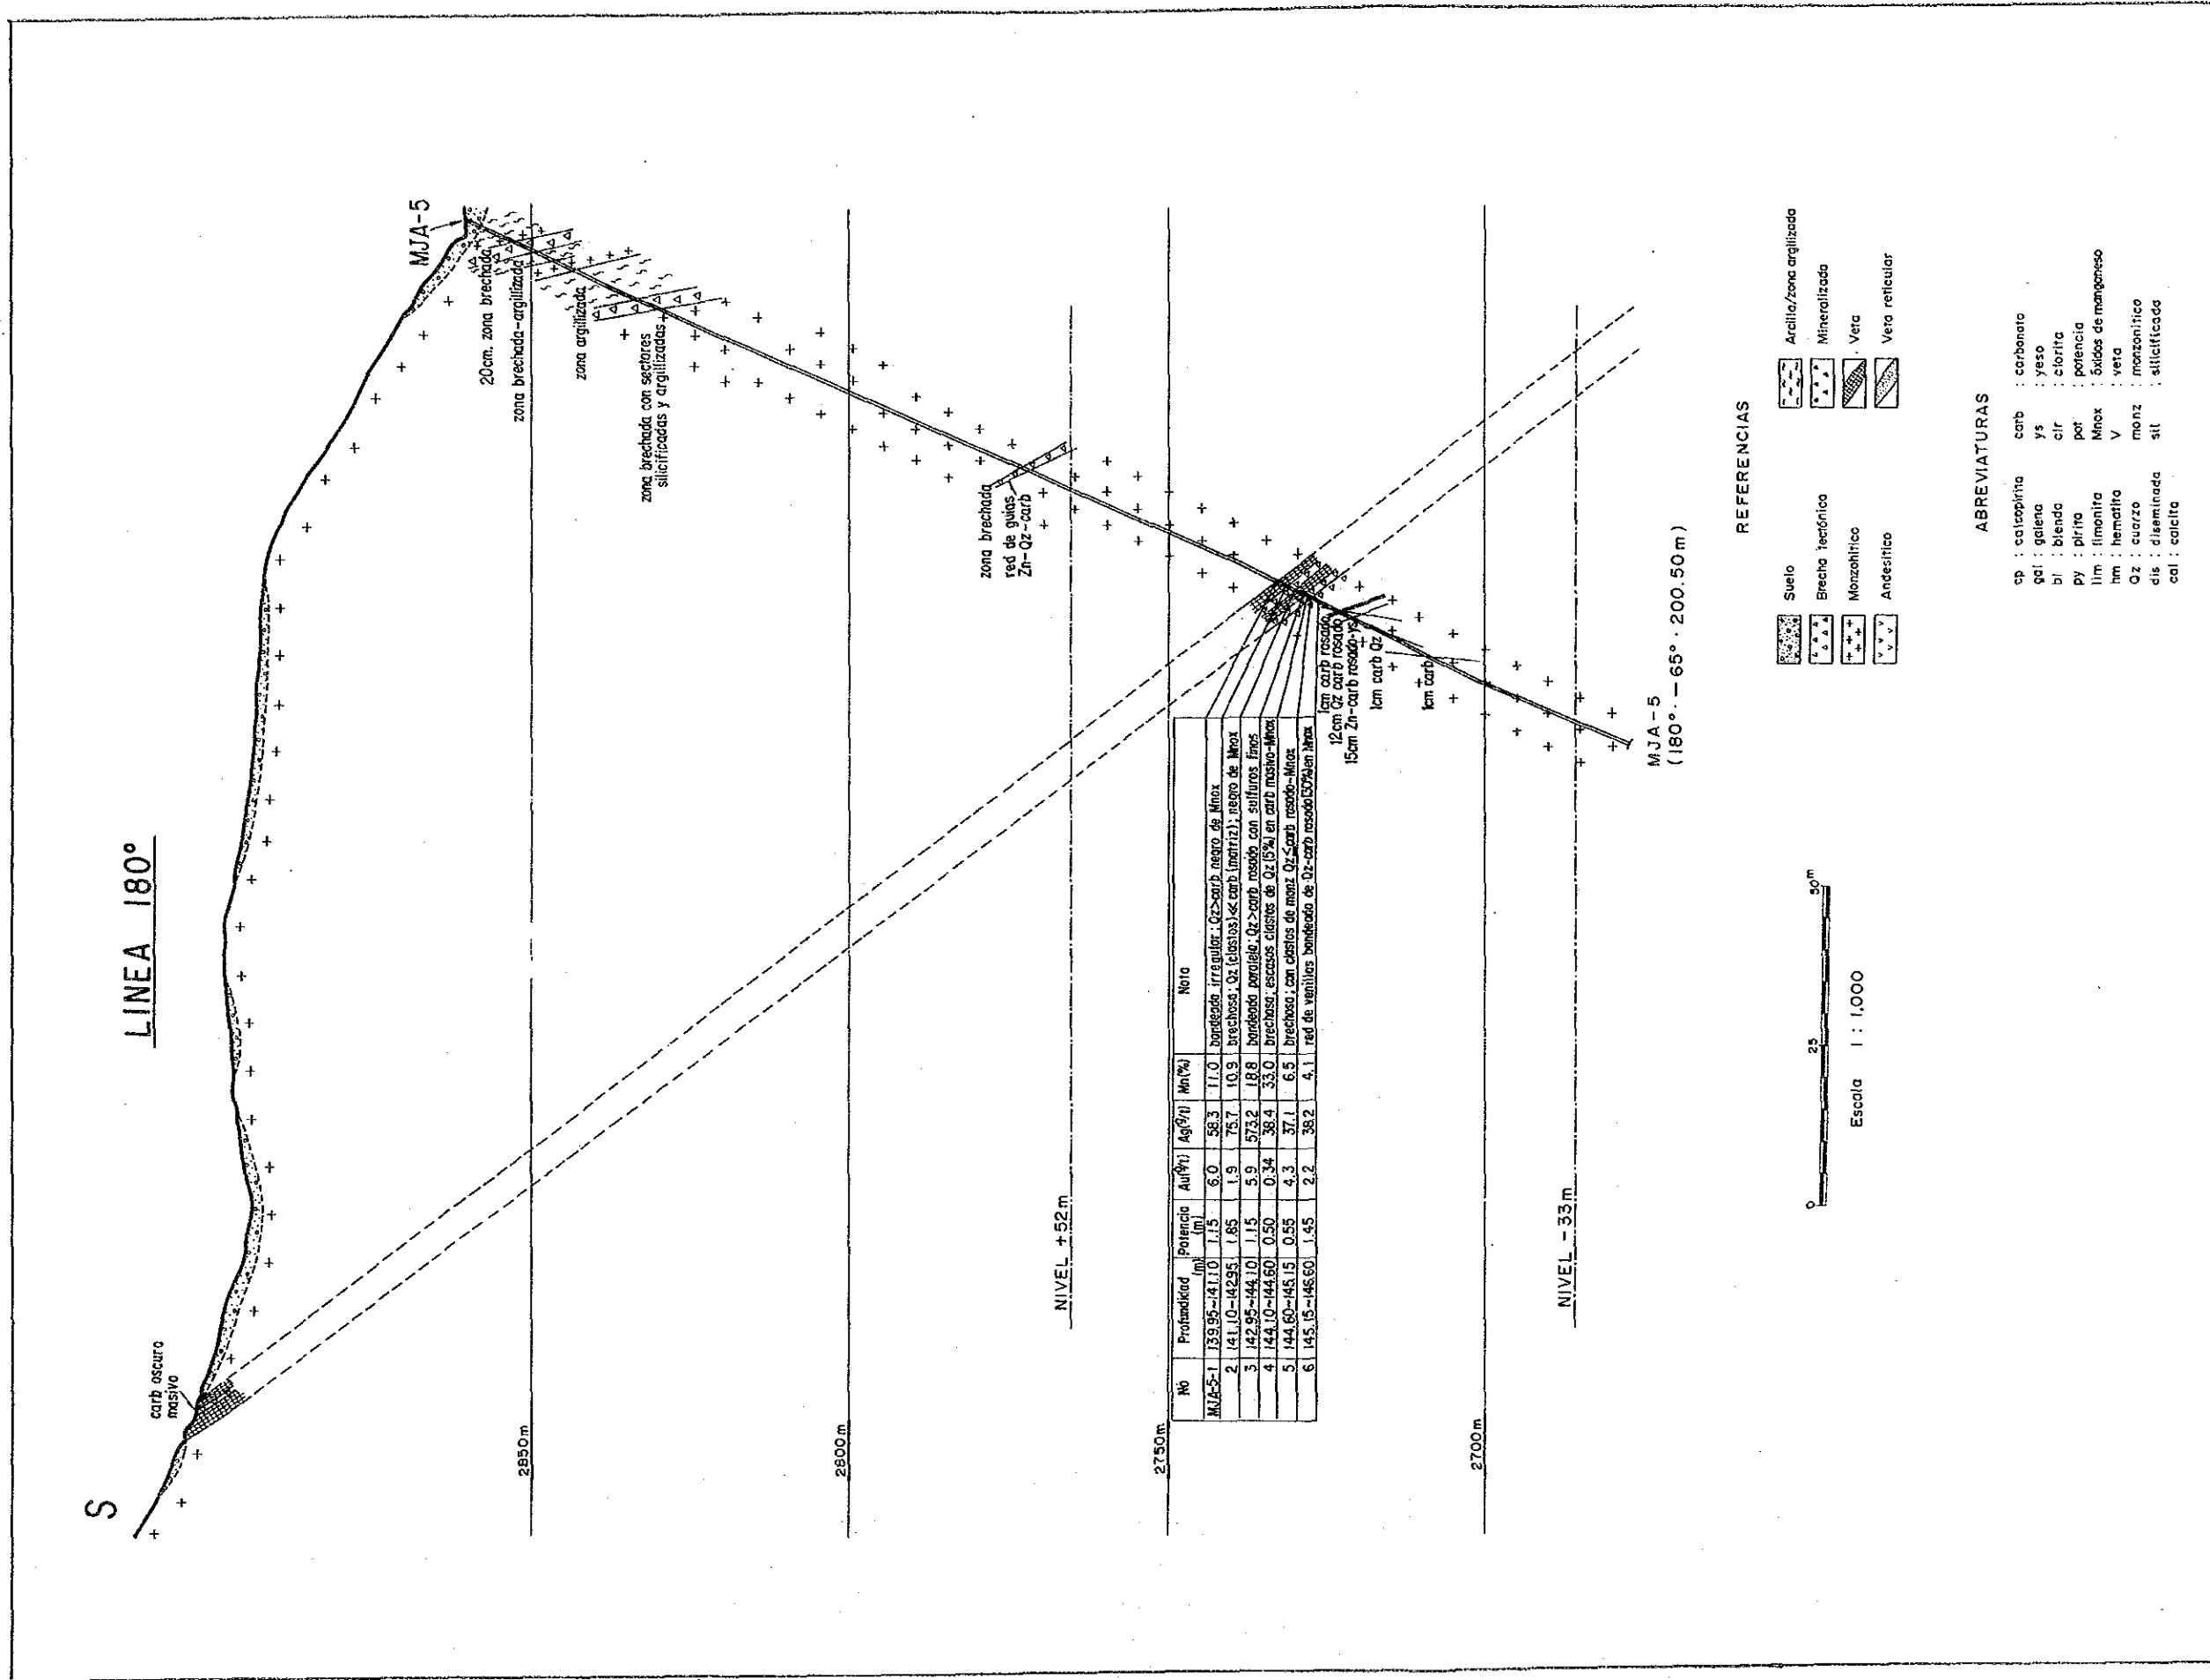 LINEA 180°
S
MJA-5
carb oscuro
masivo
20cm. zona brechada
zona brechada-argillizada
zona argillizada
zona brechada con sectores
silicificadas y argilizadas
2850m
2800m
zona brechada
red de guias
Zn-Qz-carb
NIVEL +52m
2750m
No Profundidad (m) Potencia (m) Au(g/t) Ag(g/t) Mn(%) Nota
MJA-5-1 139.95~141.10 1.15 6.0 58.3 11.0 bandeada irregular; Qz>carb negro de Mnox
2 141.10-142.95 1.85 1.9 75.7 10.9 brechosa; Qz (clastos)≪carb (matriz); negro de Mnox
3 142.95~144.10 1.15 5.9 573.2 18.8 bandeada paralela; Qz>carb rosado con sulfuros finos
4 144.10~144.60 0.50 0.34 38.4 33.0 brechosa; escasos clastos de Qz (5%) en carb masivo-Mnox
5 144.60~145.15 0.55 4.3 37.1 6.5 brechosa; con clastos de monz Qz≤carb rosado-Mnox
6 145.15~146.60 1.45 2.2 38.2 4.1 red de venillas bandeada de Qz-carb rosado(30%)en Mnox
1cm carb rosado
12cm Qz carb rosado
15cm Zn-carb rosado-ys
1cm carb Qz
1cm carb
2700m
NIVEL -33m
MJA-5
(180°·-65°·200.50m)
REFERENCIAS
Suelo
Brecha tectónica
Monzohítico
Andesítico
Arcilla/zona argilizada
Mineralizada
Veta
Veta reticular
0 25 50m
Escala 1 : 1,000
ABREVIATURAS
cp : calcopirita carb : carbonato
gal : galena ys : yeso
bl : blenda clr : clorita
py : pirita pot : potencia
lim : limonita Mnox : óxidos de manganeso
hm : hematita V : veta
Qz : cuarzo monz : monzonítico
dis : diseminada sil : silicificado
cal : calcita